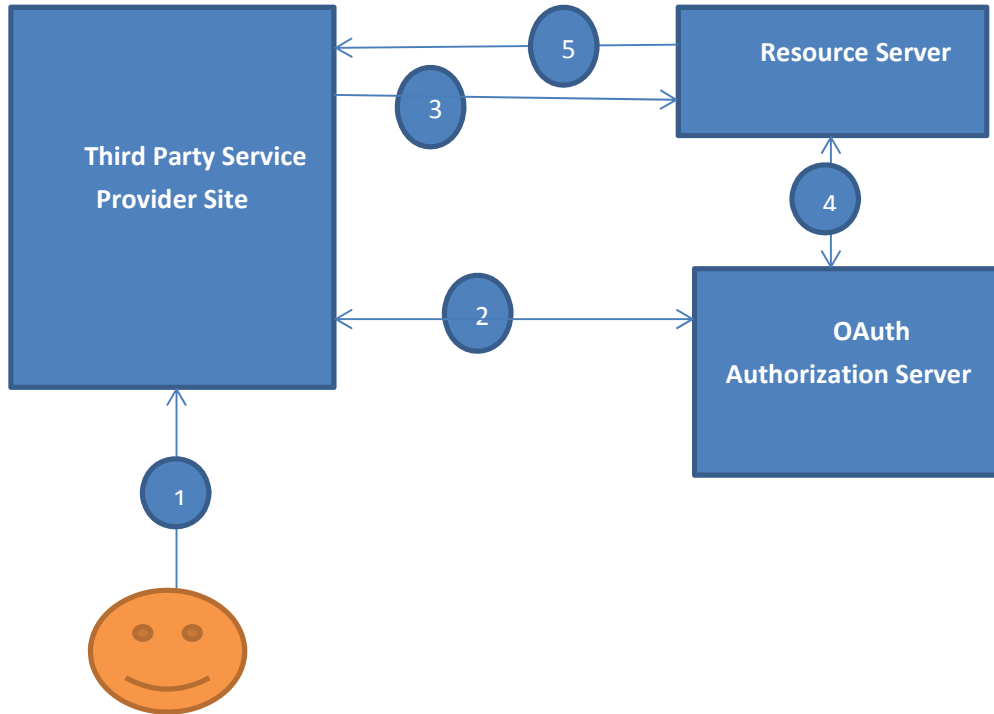 5
Resource Server
3
Third Party Service
Provider Site
4
2
OAuth
Authorization Server
1